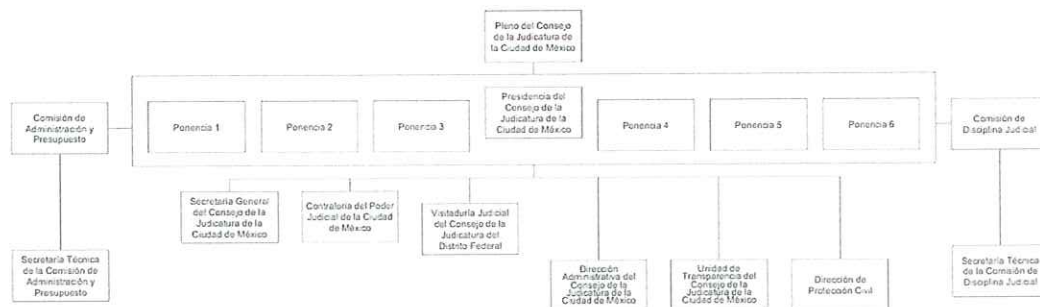 Pleno del Consejo
de la Judicatura de
la Ciudad de México
Comisión de
Administración y
Presupuesto
Ponencia 1
Ponencia 2
Ponencia 3
Presidencia del
Consejo de la
Judicatura de la
Ciudad de México
Ponencia 4
Ponencia 5
Ponencia 6
Comisión de
Disciplina Judicial
Secretaría General
del Consejo de la
Judicatura de la
Ciudad de México
Contraloría del Poder
Judicial de la Ciudad
de México
Visitaduría Judicial
del Consejo de la
Judicatura del
Distrito Federal
Secretaría Técnica
de la Comisión de
Administración y
Presupuesto
Dirección
Administrativa del
Consejo de la
Judicatura de la
Ciudad de México
Unidad de
Transparencia del
Consejo de la
Judicatura de la
Ciudad de México
Dirección de
Protección Civil
Secretaría Técnica
de la Comisión de
Disciplina Judicial